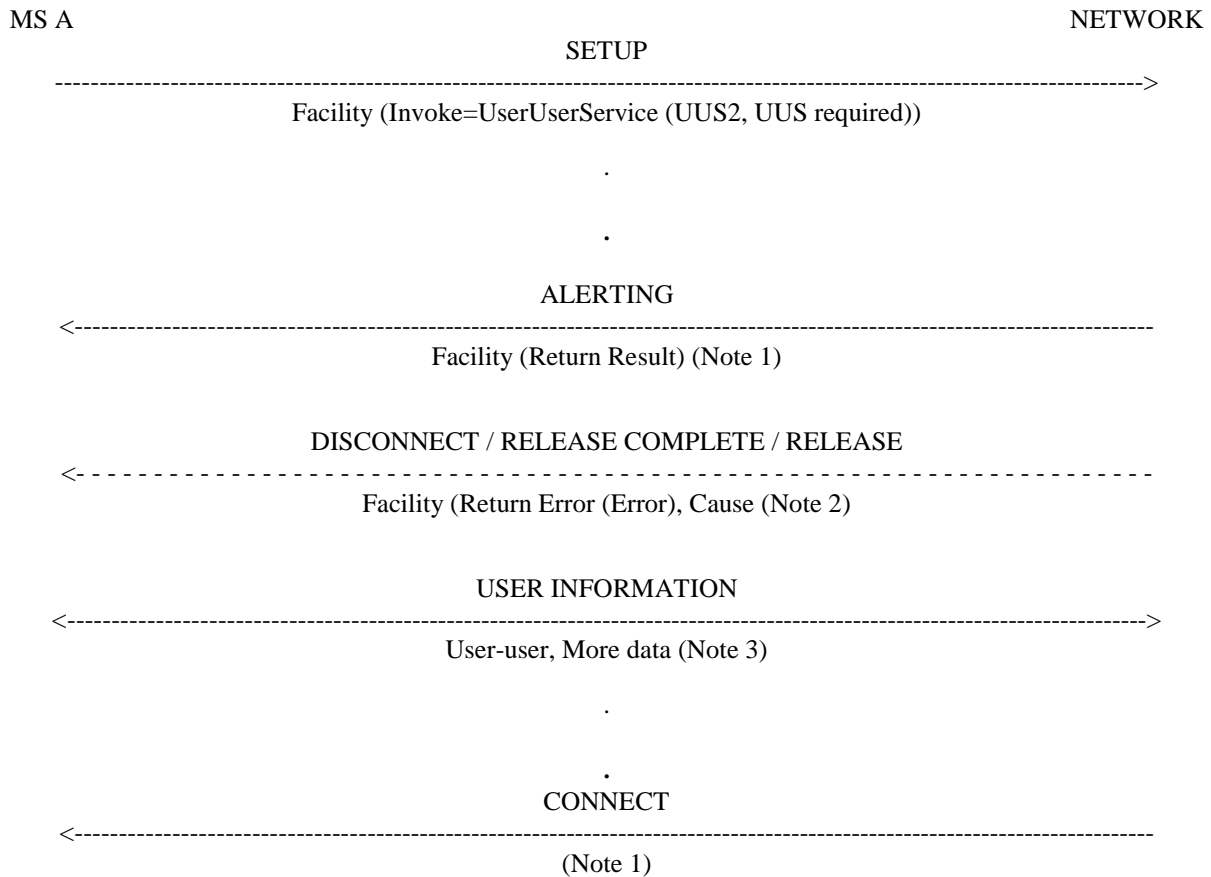 MS A NETWORK
SETUP
------------------------------------------------------------------------------------------------------------------------------>
Facility (Invoke=UserUserService (UUS2, UUS required))
.
.
ALERTING
<------------------------------------------------------------------------------------------------------------------------------
Facility (Return Result) (Note 1)
DISCONNECT / RELEASE COMPLETE / RELEASE
<- - - - - - - - - - - - - - - - - - - - - - - - - - - - - - - - - - - - - - - - - - - - - - - - - - - - - - - - - - - - - - - - - - -
Facility (Return Error (Error), Cause (Note 2)
USER INFORMATION
<------------------------------------------------------------------------------------------------------------------------------>
User-user, More data (Note 3)
.
.
CONNECT
<------------------------------------------------------------------------------------------------------------------------------
(Note 1)